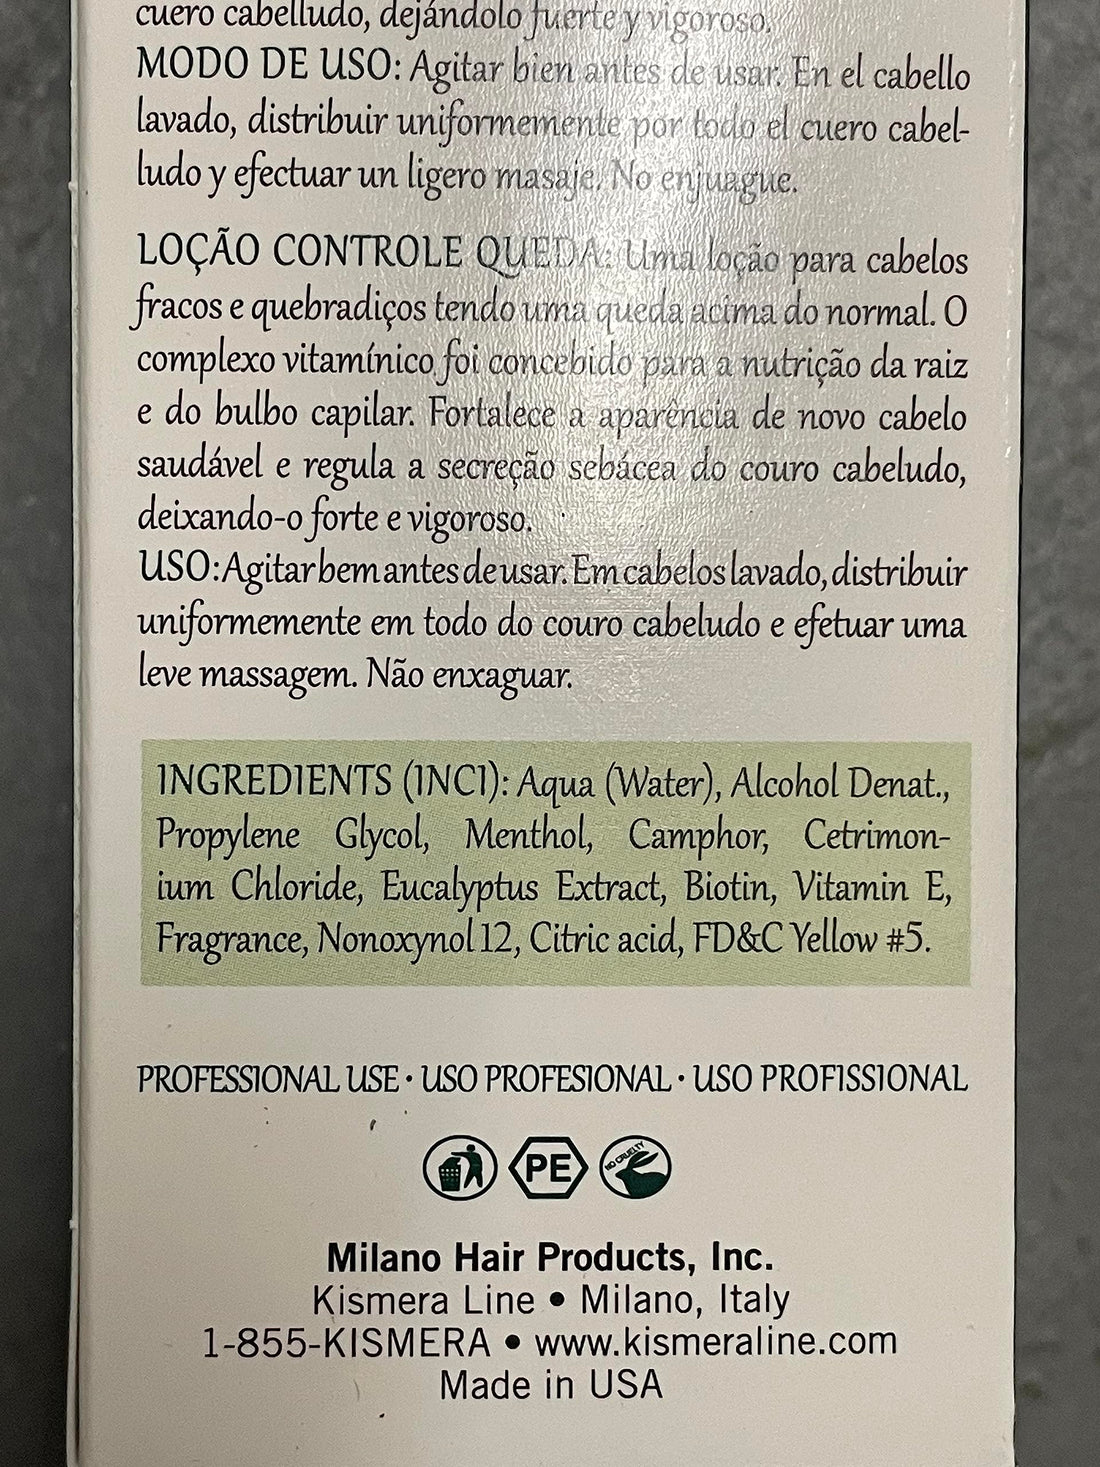 cuero cabelludo, dejándolo fuerte y vigoroso.
MODO DE USO: Agitar bien antes de usar. En el cabello
lavado, distribuir uniformemente por todo el cuero cabel-
ludo y efectuar un ligero masaje. No enjuague.
LOÇÃO CONTROLE QUEDA: Uma loção para cabelos
fracos e quebradiços tendo uma queda acima do normal. O
complexo vitamínico foi concebido para a nutrição da raiz
e do bulbo capilar. Fortalece a aparência de novo cabelo
saudável e regula a secreção sebácea do couro cabeludo,
deixando-o forte e vigoroso.
USO: Agitar bem antes de usar. Em cabelos lavado, distribuir
uniformemente em todo do couro cabeludo e efetuar uma
leve massagem. Não enxaguar.
INGREDIENTS (INCI): Aqua (Water), Alcohol Denat.,
Propylene Glycol, Menthol, Camphor, Cetrimon-
ium Chloride, Eucalyptus Extract, Biotin, Vitamin E,
Fragrance, Nonoxynol 12, Citric acid, FD&C Yellow #5.
PROFESSIONAL USE · USO PROFESIONAL · USO PROFISSIONAL
PE NO CRUELTY
Milano Hair Products, Inc.
Kismera Line • Milano, Italy
1-855-KISMERA • www.kismeraline.com
Made in USA